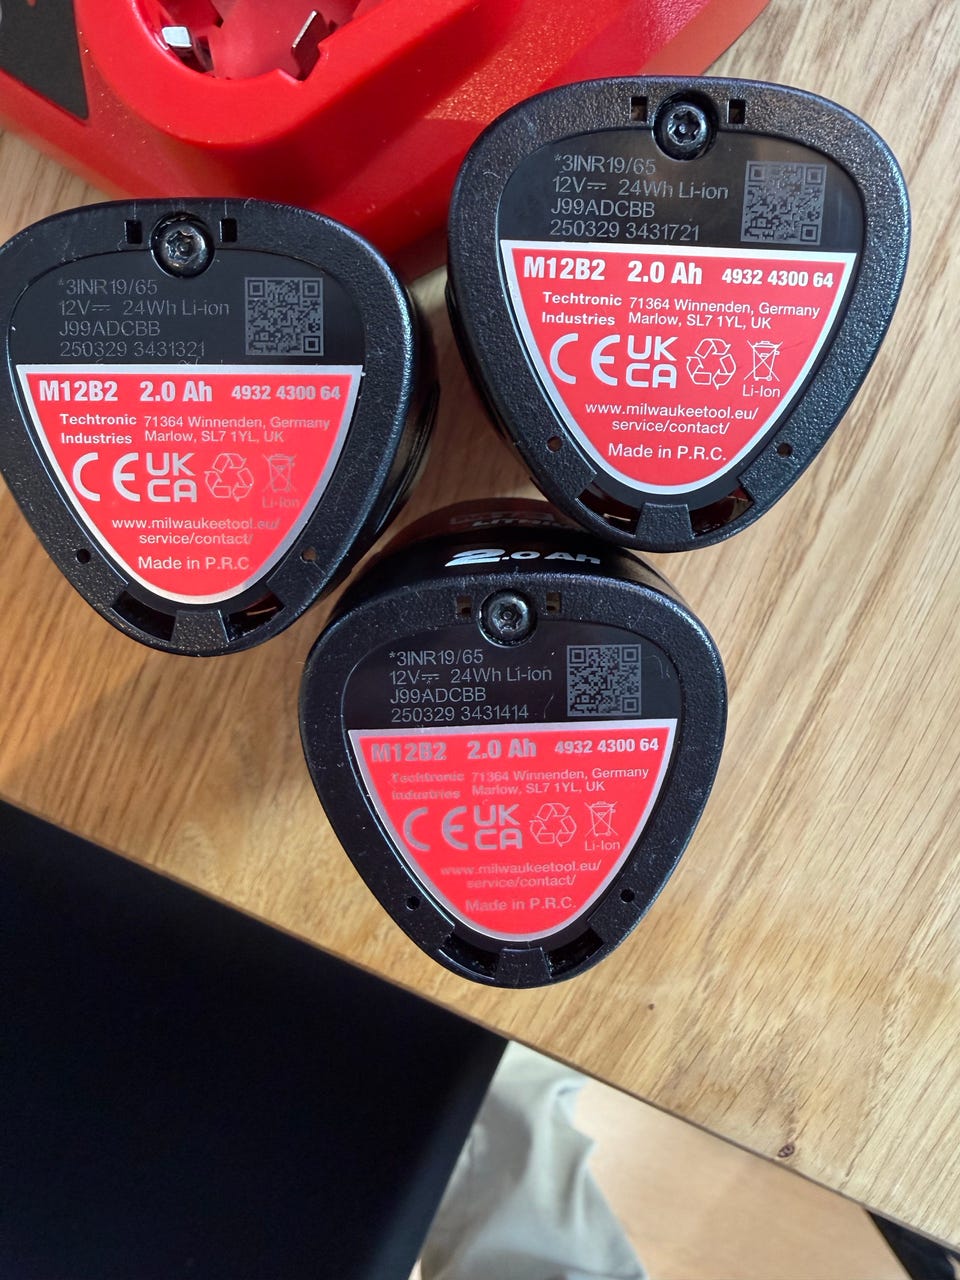 *3INR19/65
12V⎓ 24Wh Li-ion
J99ADCBB
250329 3431321
M12B2 2.0 Ah 4932 4300 64
Techtronic 71364 Winnenden, Germany
Industries Marlow, SL7 1YL, UK
CE UK
CA
Li-Ion
www.milwaukeetool.eu/
service/contact/
Made in P.R.C.
*3INR19/65
12V⎓ 24Wh Li-ion
J99ADCBB
250329 3431721
M12B2 2.0 Ah 4932 4300 64
Techtronic 71364 Winnenden, Germany
Industries Marlow, SL7 1YL, UK
CE UK
CA
Li-Ion
www.milwaukeetool.eu/
service/contact/
Made in P.R.C.
2.0 Ah
*3INR19/65
12V⎓ 24Wh Li-ion
J99ADCBB
250329 3431414
M12B2 2.0 Ah 4932 4300 64
Techtronic 71364 Winnenden, Germany
Industries Marlow, SL7 1YL, UK
CE UK
CA
Li-Ion
www.milwaukeetool.eu/
service/contact/
Made in P.R.C.